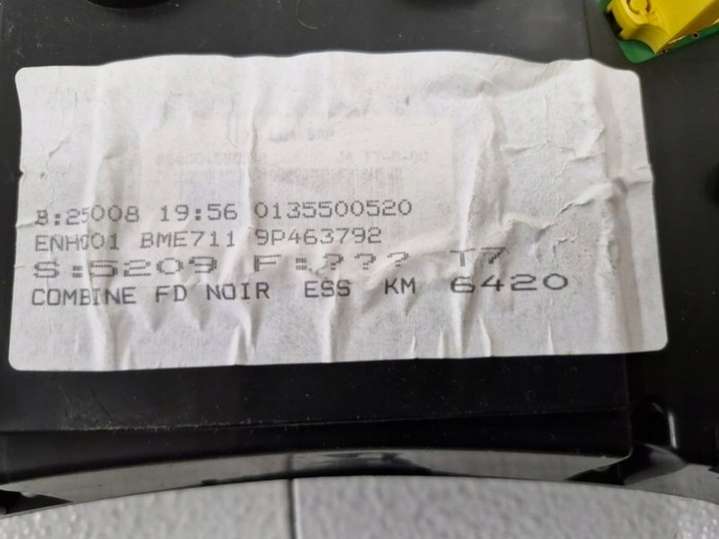 B:25008 19:56 0135500520
ENH001 BME711 9P463792
S:5209 F:??? T7
COMBINE FD NOIR ESS KM 6420